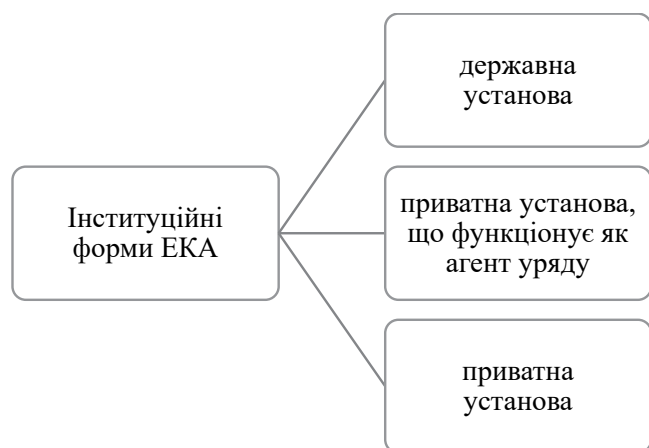 Інституційні
форми ЕКА
державна
установа
приватна установа,
що функціонує як
агент уряду
приватна
установа